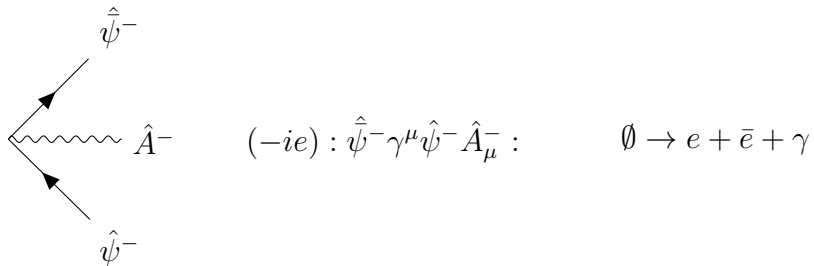 $\hat{\bar{\psi}}^-$
$\hat{A}^-$ $(-ie) : \hat{\bar{\psi}}^- \gamma^\mu \hat{\psi}^- \hat{A}^-_\mu :$ $\emptyset \to e + \bar{e} + \gamma$
$\hat{\psi}^-$